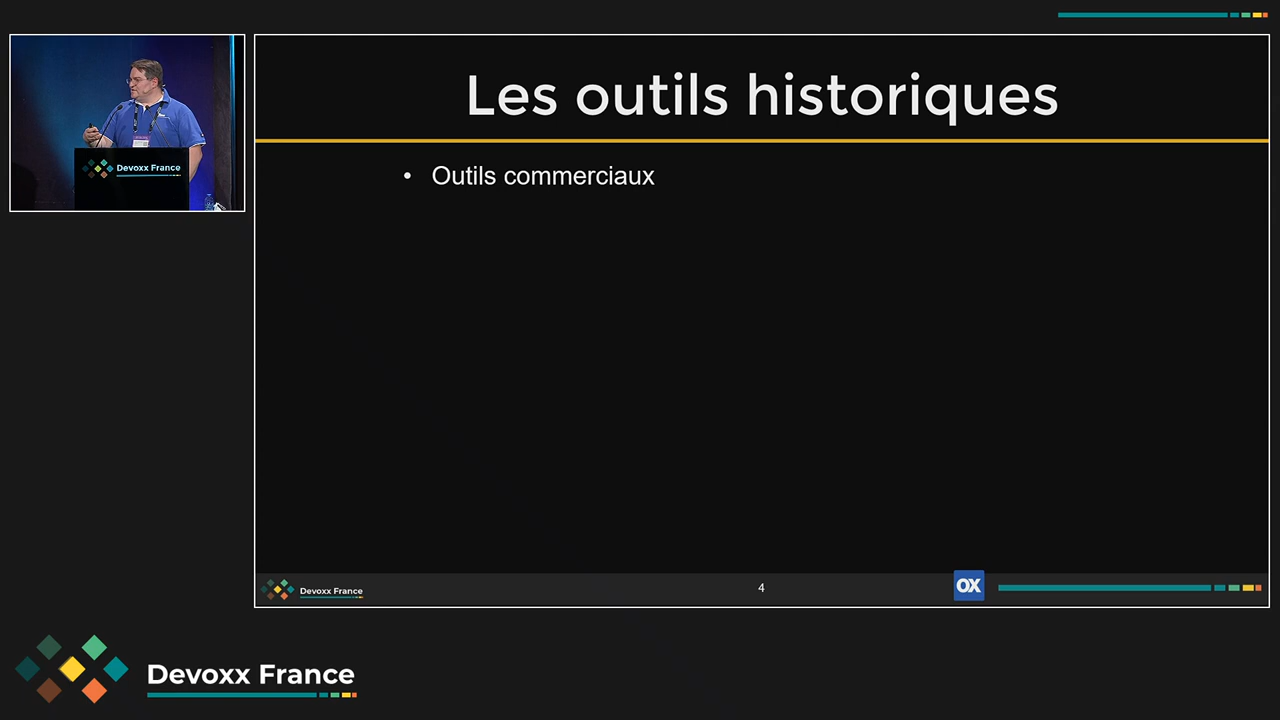 Devoxx France
Les outils historiques
• Outils commerciaux
Devoxx France
4
OX
Devoxx France